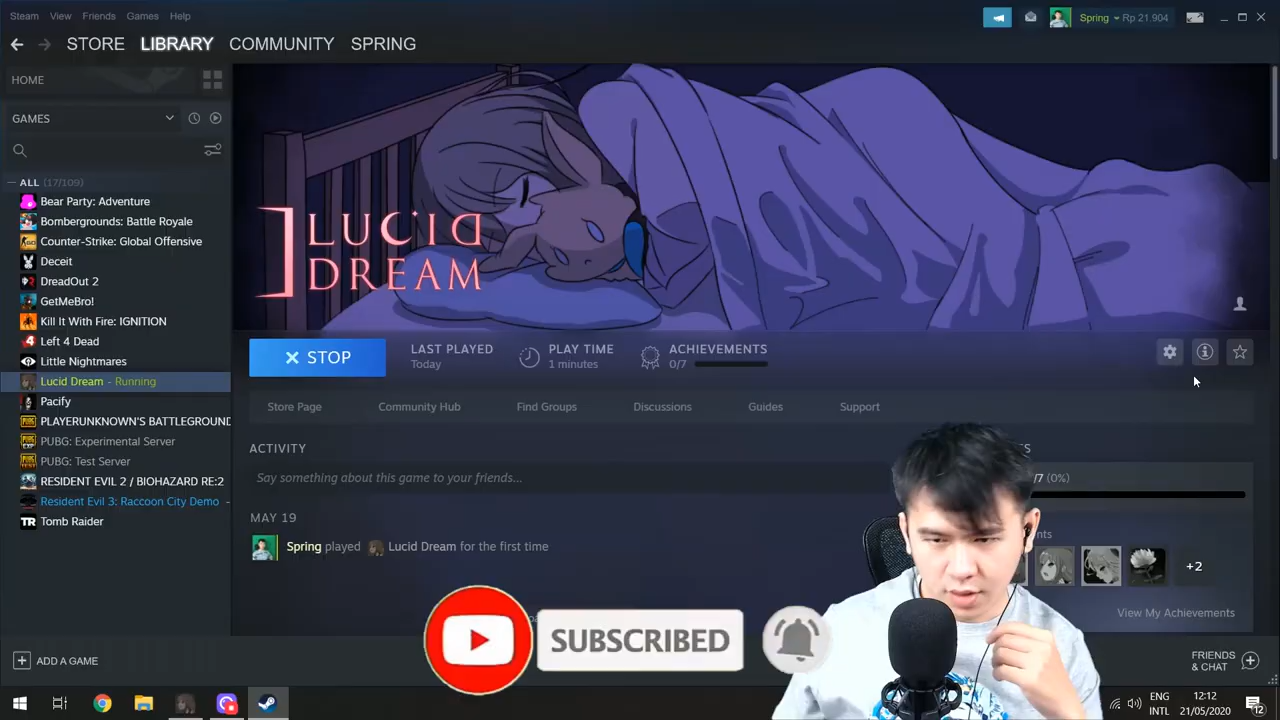 Steam View Friends Games Help
Spring Rp 21.904
STORE LIBRARY COMMUNITY SPRING
HOME
GAMES
ALL (17/109)
Bear Party: Adventure
Bombergrounds: Battle Royale
Counter-Strike: Global Offensive
Deceit
DreadOut 2
GetMeBro!
Kill It With Fire: IGNITION
Left 4 Dead
Little Nightmares
Lucid Dream - Running
Pacify
PLAYERUNKNOWN'S BATTLEGROUND
PUBG: Experimental Server
PUBG: Test Server
RESIDENT EVIL 2 / BIOHAZARD RE:2
Resident Evil 3: Raccoon City Demo -
Tomb Raider
ADD A GAME
LUCID
DREAM
STOP
LAST PLAYED
Today
PLAY TIME
1 minutes
ACHIEVEMENTS
0/7
Store Page Community Hub Find Groups Discussions Guides Support
ACTIVITY
Say something about this game to your friends...
MAY 19
Spring played Lucid Dream for the first time
/7 (0%)
+2
View My Achievements
SUBSCRIBED
FRIENDS
& CHAT
ENG
INTL
12:12
21/05/2020
12